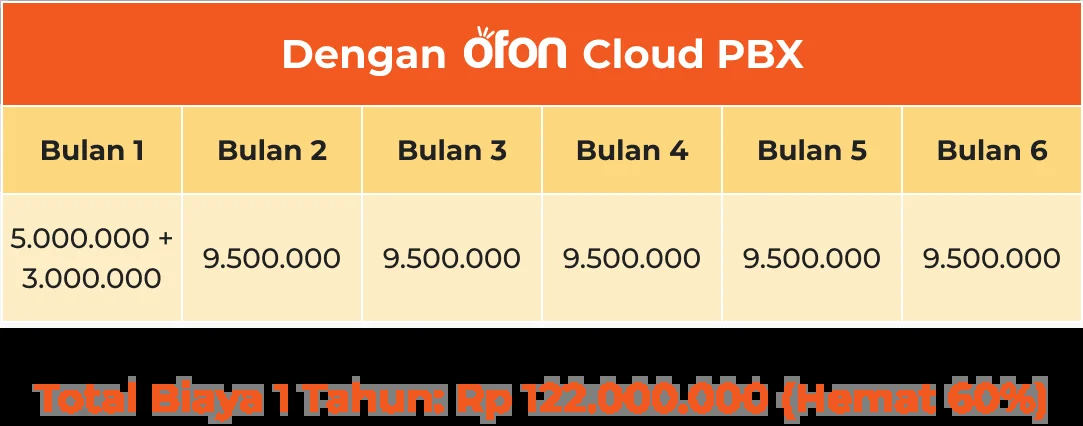 Dengan ofon Cloud PBX
Bulan 1 Bulan 2 Bulan 3 Bulan 4 Bulan 5 Bulan 6
5.000.000 +
3.000.000 9.500.000 9.500.000 9.500.000 9.500.000 9.500.000
Total Biaya 1 Tahun: Rp 122.000.000 (Hemat 60%)